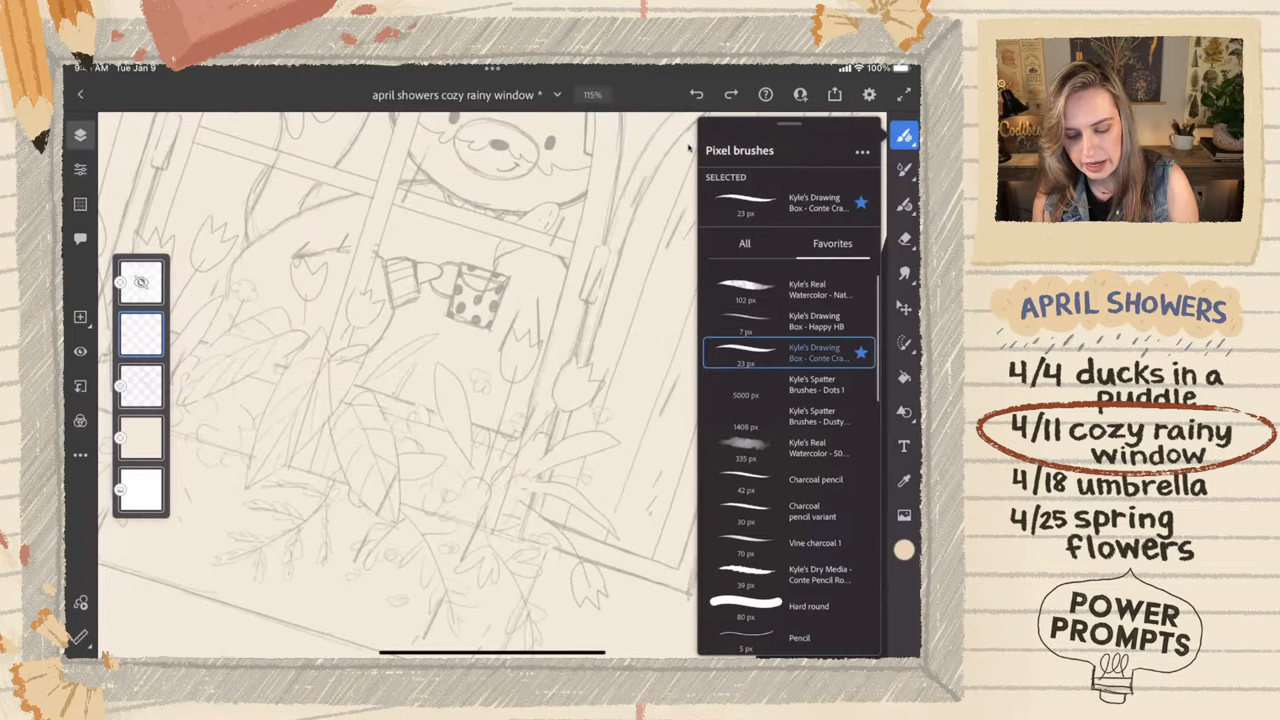 Tue Jan 9
100%
april showers cozy rainy window *
115%
Pixel brushes
SELECTED
Kyle's Drawing
Box - Conte Cra...
23 px
All
Favorites
Kyle's Real
Watercolor - Nat...
102 px
Kyle's Drawing
Box - Happy HB
7 px
Kyle's Drawing
Box - Conte Cra...
23 px
Kyle's Spatter
Brushes - Dots 1
5000 px
Kyle's Spatter
Brushes - Dusty...
1408 px
Kyle's Real
Watercolor - 50...
335 px
Charcoal pencil
42 px
Charcoal
pencil variant
30 px
Vine charcoal 1
70 px
Kyle's Dry Media -
Conte Pencil Ro...
39 px
Hard round
80 px
Pencil
5 px
T
APRIL SHOWERS
4/4 ducks in a
puddle
4/11 cozy rainy
window
4/18 umbrella
4/25 spring
flowers
POWER
PROMPTS